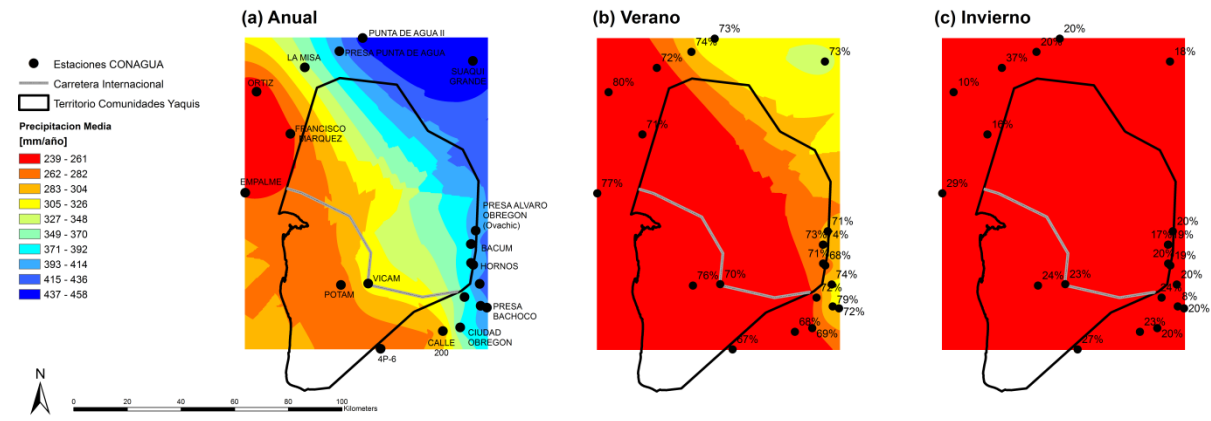 (a) Anual
(b) Verano
(c) Invierno
Estaciones CONAGUA
Carretera Internacional
Territorio Comunidades Yaquis
Precipitacion Media
[mm/año]
239 - 261
262 - 282
283 - 304
305 - 326
327 - 348
349 - 370
371 - 392
393 - 414
415 - 436
437 - 458
N
0 20 40 60 80 100
Kilometers
PUNTA DE AGUA II
PRESA PUNTA DE AGUA
LA MISA
SUAQUI
GRANDE
ORTIZ
FRANCISCO
MARQUEZ
EMPALME
PRESA ALVARO
OBREGON
(Ovachic)
BACUM
HORNOS
VICAM
POTAM
PRESA
BACHOCO
CIUDAD
OBREGON
CALLE
200
4P-6
73%
74%
73%
72%
80%
71%
77%
71%
73%
74%
71%
68%
76%
70%
74%
72%
79%
72%
68%
69%
67%
20%
20%
18%
37%
10%
16%
29%
20%
17%
19%
20%
19%
24%
23%
20%
24%
8%
20%
23%
20%
27%